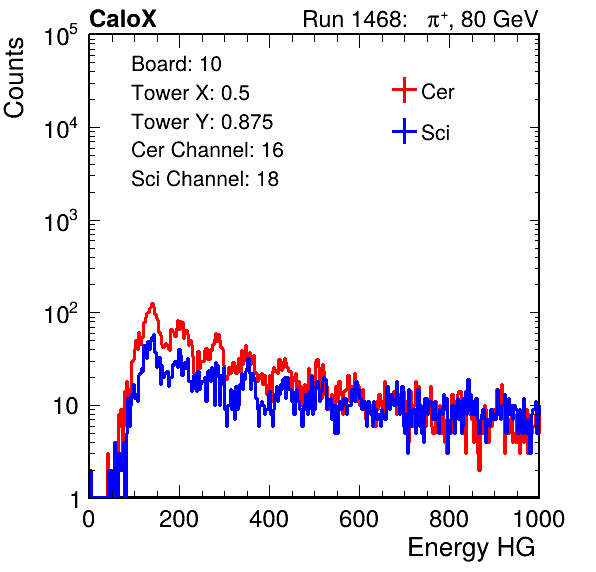 CaloX Run 1468: π⁺, 80 GeV
Board: 10
Tower X: 0.5
Tower Y: 0.875
Cer Channel: 16
Sci Channel: 18
Cer
Sci
Counts
10⁵
10⁴
10³
10²
10
1
0 200 400 600 800 1000
Energy HG